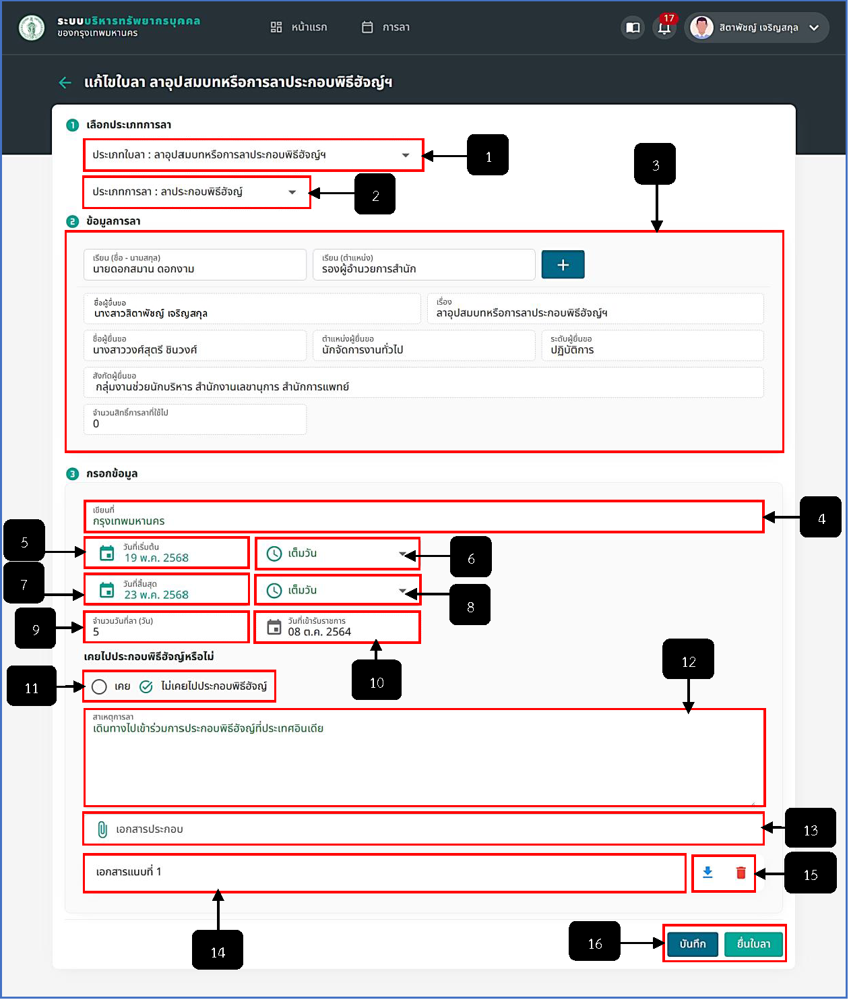 ระบบบริหารทรัพยากรบุคคล
ของกรุงเทพมหานคร
หน้าแรก
การลา
17
สิตาพัชญ์ เจริญสกุล
แก้ไขใบลา ลาอุปสมบทหรือการลาประกอบพิธีฮัจญ์ฯ
1 เลือกประเภทการลา
ประเภทใบลา : ลาอุปสมบทหรือการลาประกอบพิธีฮัจญ์ฯ
1
3
ประเภทการลา : ลาประกอบพิธีฮัจญ์
2
2 ข้อมูลการลา
เรียน (ชื่อ - นามสกุล)
นายดอกสมาน ดอกงาม
เรียน (ตำแหน่ง)
รองผู้อำนวยการสำนัก
+
ชื่อผู้ยื่นขอ
นางสาวสิตาพัชญ์ เจริญสกุล
เรื่อง
ลาอุปสมบทหรือการลาประกอบพิธีฮัจญ์ฯ
ชื่อผู้ยื่นขอ
นางสาววงศ์สุตรี ชินวงศ์
ตำแหน่งผู้ยื่นขอ
นักจัดการงานทั่วไป
ระดับผู้ยื่นขอ
ปฏิบัติการ
สังกัดผู้ยื่นขอ
กลุ่มงานช่วยนักบริหาร สำนักงานเลขานุการ สำนักการแพทย์
จำนวนสิทธิ์การลาที่ใช้ไป
0
3 กรอกข้อมูล
เขียนที่
กรุงเทพมหานคร
4
5
วันที่เริ่มต้น
19 พ.ค. 2568
เต็มวัน
6
7
วันที่สิ้นสุด
23 พ.ค. 2568
เต็มวัน
8
9
จำนวนวันที่ลา (วัน)
5
วันที่เข้ารับราชการ
08 ต.ค. 2564
เคยไปประกอบพิธีฮัจญ์หรือไม่
10
12
11
เคย
ไม่เคยไปประกอบพิธีฮัจญ์
สาเหตุการลา
เดินทางไปเข้าร่วมการประกอบพิธีฮัจญ์ที่ประเทศอินเดีย
เอกสารประกอบ
13
เอกสารแนบที่ 1
15
14
16
บันทึก
ยื่นใบลา